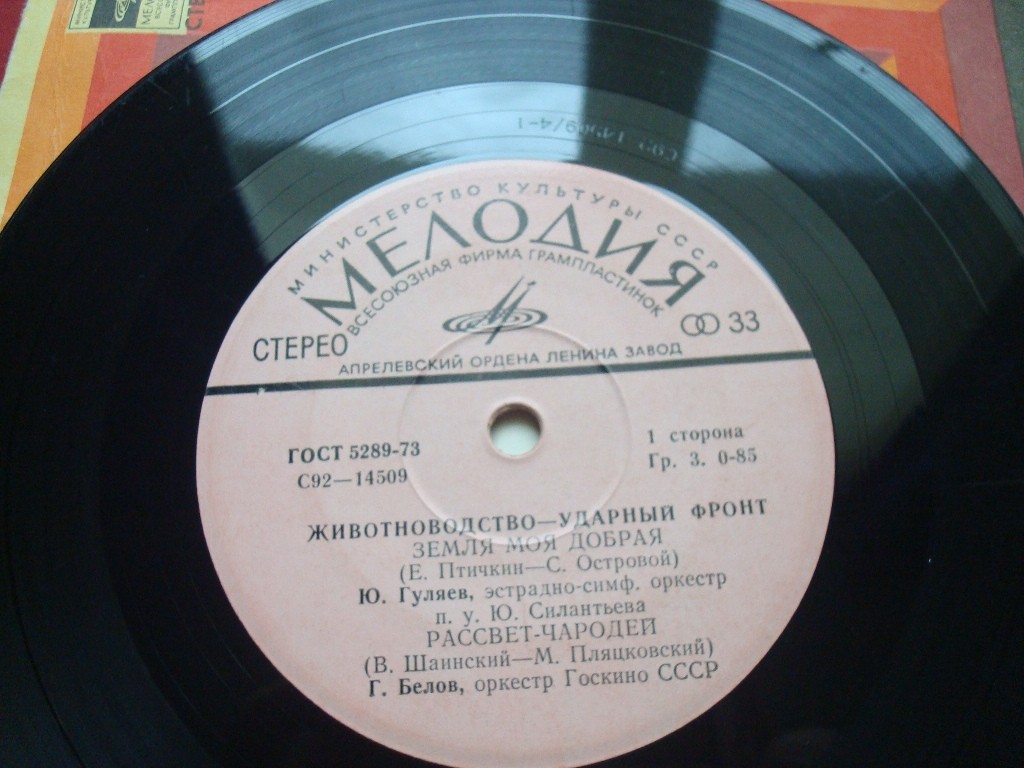 МИНИСТЕРСТВО КУЛЬТУРЫ СССР
МЕЛОДИЯ
ВСЕСОЮЗНАЯ ФИРМА ГРАМПЛАСТИНОК
СТЕРЕО
33
АПРЕЛЕВСКИЙ ОРДЕНА ЛЕНИНА ЗАВОД
ГОСТ 5289-73
С92—14509
1 сторона
Гр. 3. 0-85
ЖИВОТНОВОДСТВО—УДАРНЫЙ ФРОНТ
ЗЕМЛЯ МОЯ ДОБРАЯ
(Е. Птичкин—С. Островой)
Ю. Гуляев, эстрадно-симф. оркестр
п. у. Ю. Силантьева
РАССВЕТ-ЧАРОДЕЙ
(В. Шаинский—М. Пляцковский)
Г. Белов, оркестр Госкино СССР